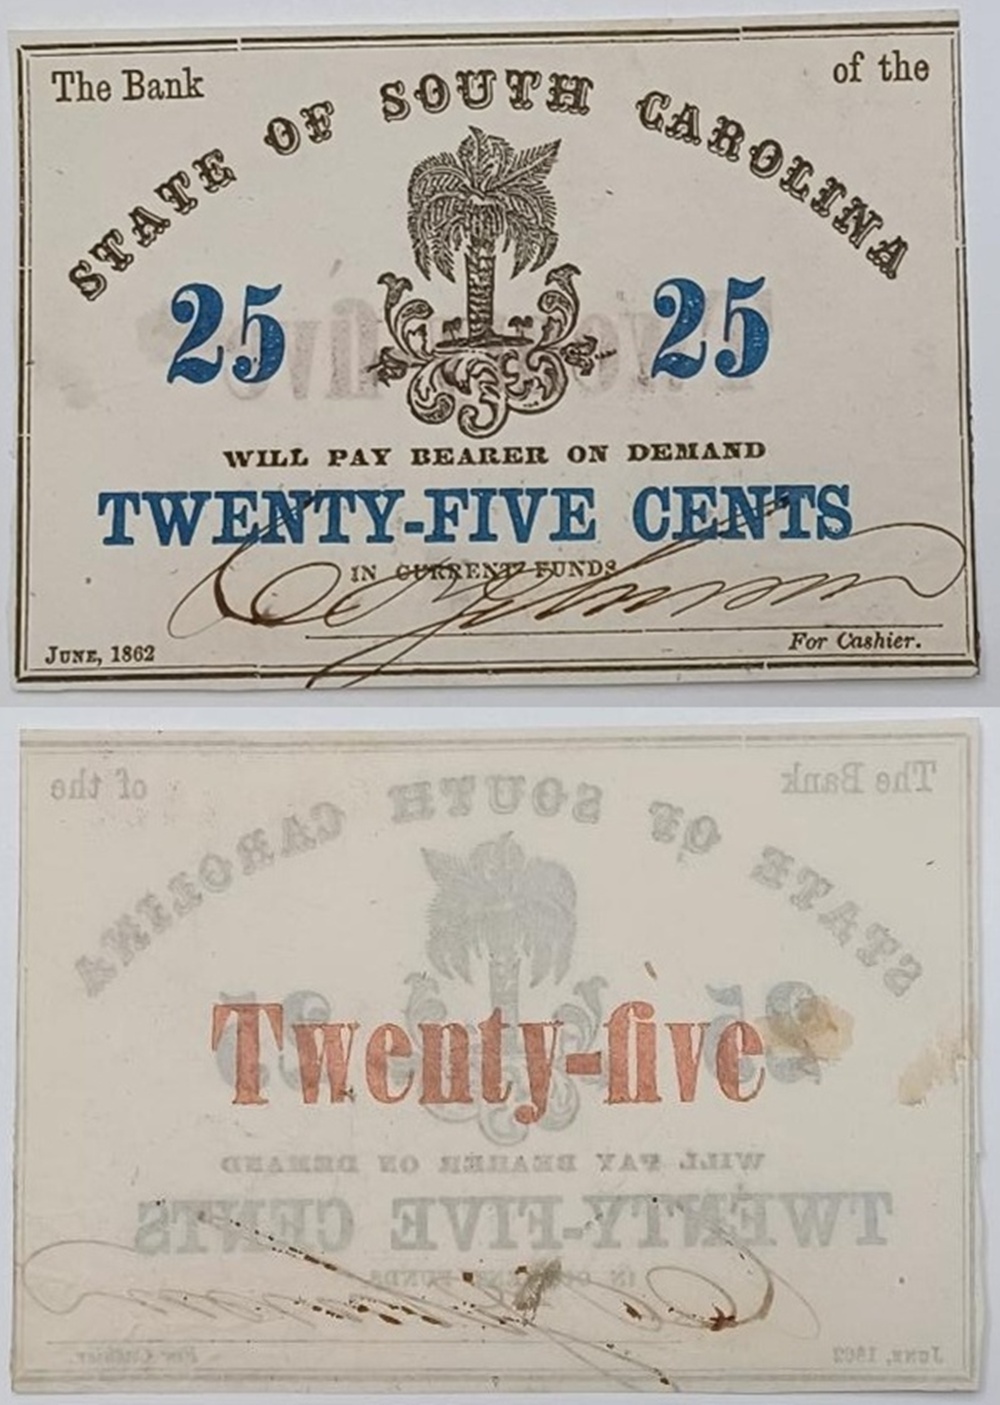 The Bank of the
STATE OF SOUTH CAROLINA
25 25
WILL PAY BEARER ON DEMAND
TWENTY-FIVE CENTS
IN CURRENT FUNDS
JUNE, 1862 For Cashier.
Twenty-five